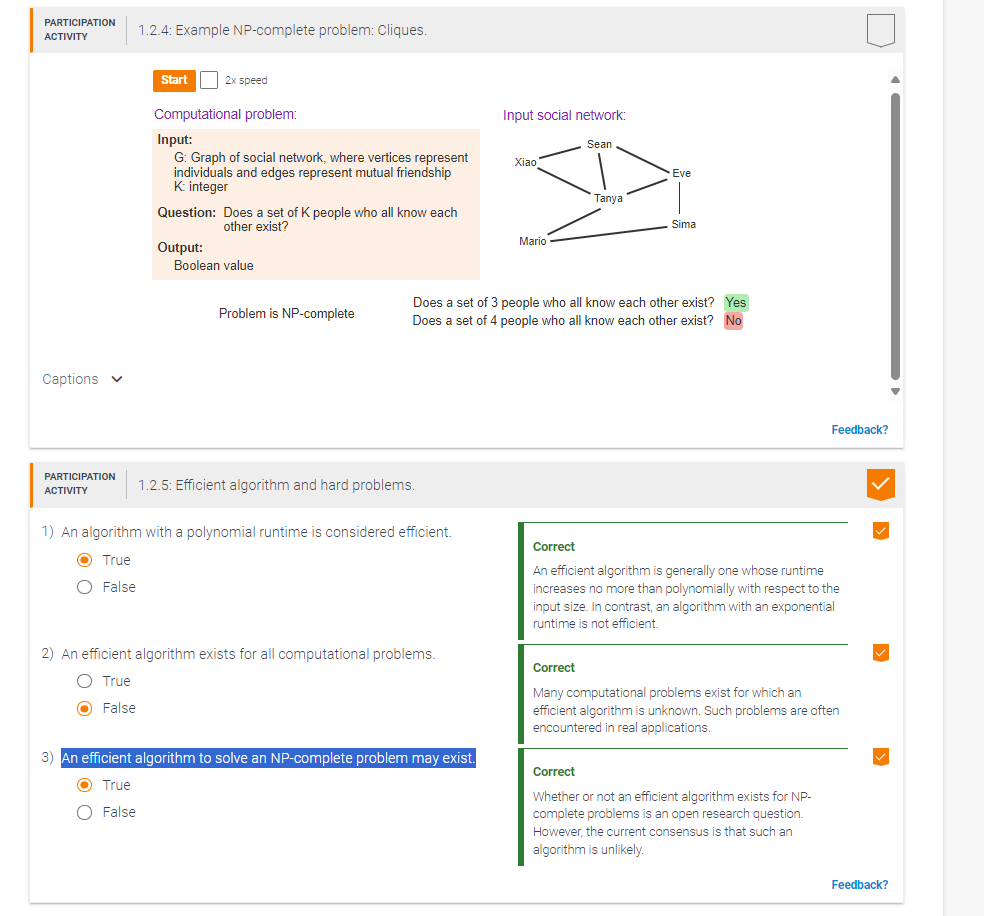 PARTICIPATION
ACTIVITY
1.2.4: Example NP-complete problem: Cliques.
Start
2x speed
Computational problem:
Input:
G: Graph of social network, where vertices represent
individuals and edges represent mutual friendship
K: integer
Question: Does a set of K people who all know each
other exist?
Output:
Boolean value
Input social network:
Sean
Xiao
Eve
Tanya
Sima
Mario
Problem is NP-complete
Does a set of 3 people who all know each other exist? Yes
Does a set of 4 people who all know each other exist? No
Captions
Feedback?
PARTICIPATION
ACTIVITY
1.2.5: Efficient algorithm and hard problems.
1) An algorithm with a polynomial runtime is considered efficient.
True
False
Correct
An efficient algorithm is generally one whose runtime
increases no more than polynomially with respect to the
input size. In contrast, an algorithm with an exponential
runtime is not efficient.
2) An efficient algorithm exists for all computational problems.
True
False
Correct
Many computational problems exist for which an
efficient algorithm is unknown. Such problems are often
encountered in real applications.
3) An efficient algorithm to solve an NP-complete problem may exist.
True
False
Correct
Whether or not an efficient algorithm exists for NP-
complete problems is an open research question.
However, the current consensus is that such an
algorithm is unlikely.
Feedback?